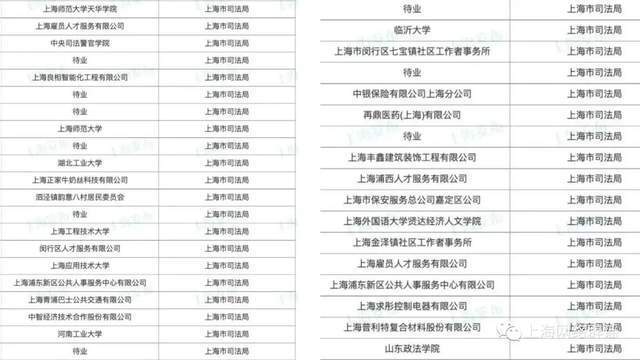 上海师范大学天华学院 上海市司法局
上海雇员人才服务有限公司 上海市司法局
中央司法警官学院 上海市司法局
待业 上海市司法局
上海良相智能化工程有限公司 上海市司法局
待业 上海市司法局
待业 上海市司法局
上海师范大学 上海市司法局
待业 上海市司法局
湖北工业大学 上海市司法局
上海正家牛奶丝科技有限公司 上海市司法局
泗泾镇韵意八村居民委员会 上海市司法局
待业 上海市司法局
上海工程技术大学 上海市司法局
闵行区人才服务有限公司 上海市司法局
上海应用技术大学 上海市司法局
上海浦东新区公共人事服务中心有限公司 上海市司法局
上海青浦巴士公共交通有限公司 上海市司法局
中智经济技术合作股份有限公司 上海市司法局
河南工业大学 上海市司法局
待业 上海市司法局
待业 上海市司法局
临沂大学 上海市司法局
上海市闵行区七宝镇社区工作者事务所 上海市司法局
待业 上海市司法局
中银保险有限公司上海分公司 上海市司法局
再鼎医药(上海)有限公司 上海市司法局
待业 上海市司法局
上海丰鑫建筑装饰工程有限公司 上海市司法局
上海浦西人才服务有限公司 上海市司法局
上海市保安服务总公司嘉定区公司 上海市司法局
上海外国语大学贤达经济人文学院 上海市司法局
上海金泽镇社区工作者事务所 上海市司法局
上海雇员人才服务有限公司 上海市司法局
上海浦东新区公共人事服务中心有限公司 上海市司法局
上海求彤控制电器有限公司 上海市司法局
上海普利特复合材料股份有限公司 上海市司法局
山东政法学院 上海市司法局